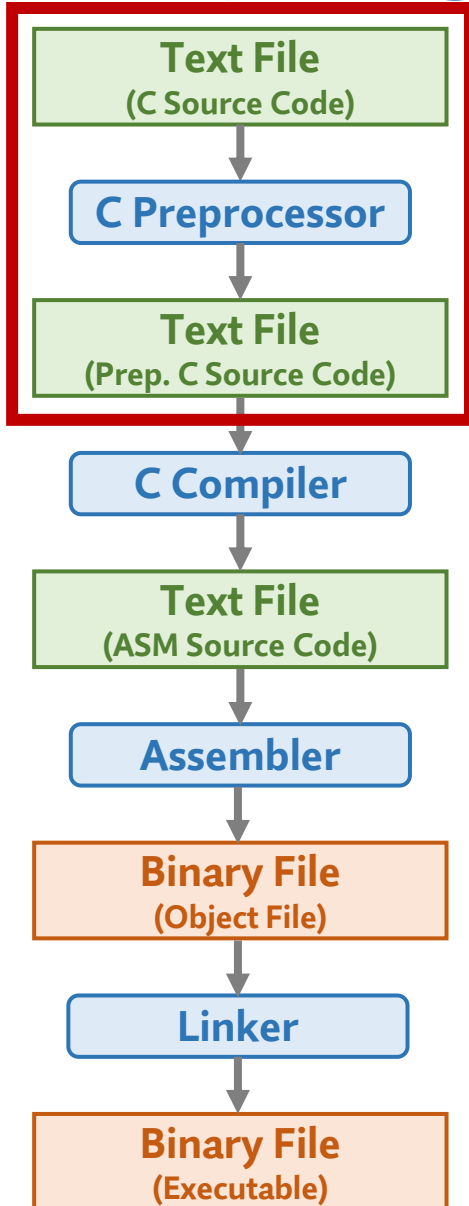 Text File
(C Source Code)
C Preprocessor
Text File
(Prep. C Source Code)
C Compiler
Text File
(ASM Source Code)
Assembler
Binary File
(Object File)
Linker
Binary File
(Executable)